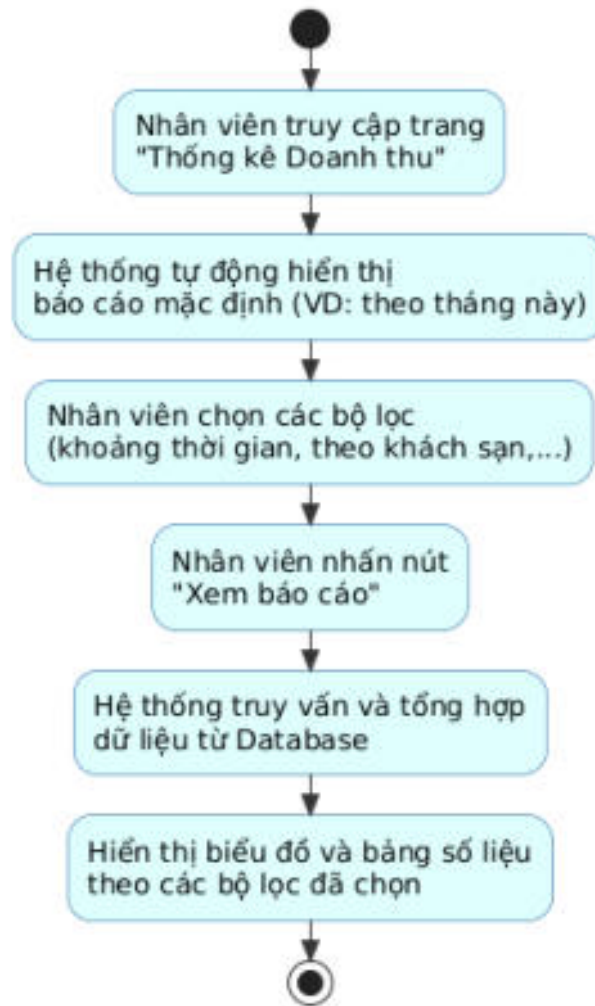 Nhân viên truy cập trang
"Thống kê Doanh thu"
Hệ thống tự động hiển thị
báo cáo mặc định (VD: theo tháng này)
Nhân viên chọn các bộ lọc
(khoảng thời gian, theo khách sạn,...)
Nhân viên nhấn nút
"Xem báo cáo"
Hệ thống truy vấn và tổng hợp
dữ liệu từ Database
Hiển thị biểu đồ và bảng số liệu
theo các bộ lọc đã chọn